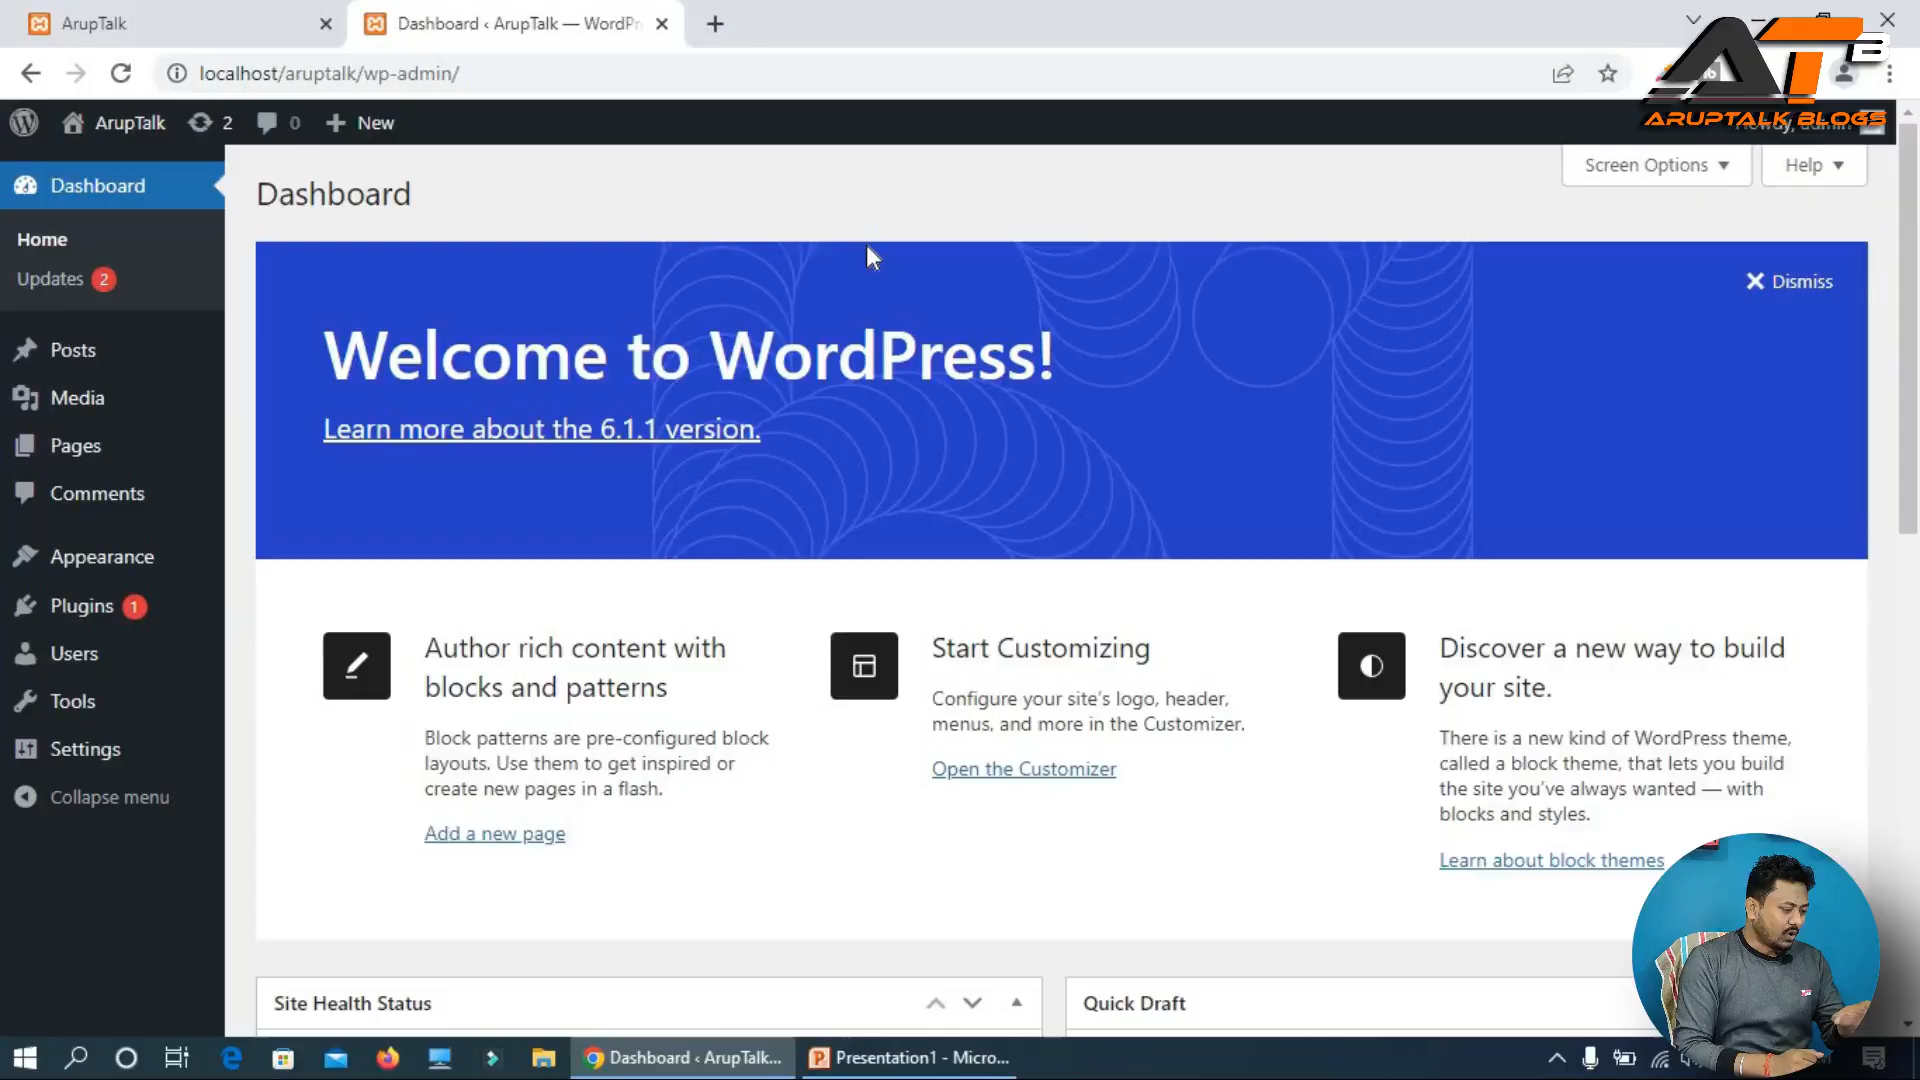 ArupTalk
Dashboard ‹ ArupTalk — WordPr
localhost/aruptalk/wp-admin/
B
ARUPTALK BLOGS
ArupTalk
2
0
New
Howdy, admin
Dashboard
Screen Options
Help
Dashboard
Home
Updates 2
Dismiss
Welcome to WordPress!
Learn more about the 6.1.1 version.
Posts
Media
Pages
Comments
Appearance
Plugins 1
Users
Tools
Settings
Collapse menu
Author rich content with
blocks and patterns
Block patterns are pre-configured block
layouts. Use them to get inspired or
create new pages in a flash.
Add a new page
Start Customizing
Configure your site's logo, header,
menus, and more in the Customizer.
Open the Customizer
Discover a new way to build
your site.
There is a new kind of WordPress theme,
called a block theme, that lets you build
the site you've always wanted — with
blocks and styles.
Learn about block themes
Site Health Status
Quick Draft
Dashboard ‹ ArupTalk...
Presentation1 - Micro...